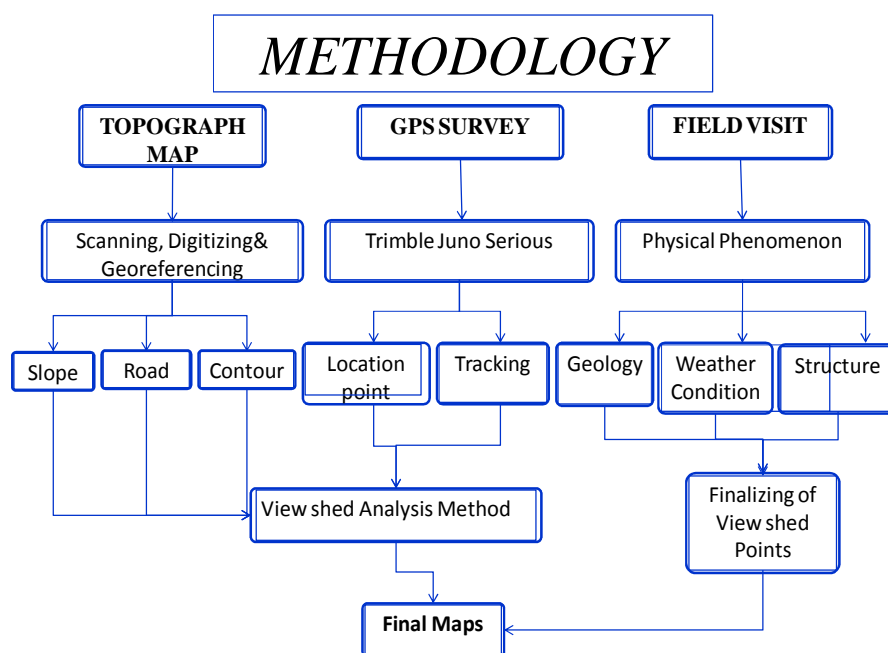 METHODOLOGY
TOPOGRAPH
MAP
GPS SURVEY
FIELD VISIT
Scanning, Digitizing&
Georeferencing
Trimble Juno Serious
Physical Phenomenon
Slope
Road
Contour
Location
point
Tracking
Geology
Weather
Condition
Structure
View shed Analysis Method
Finalizing of
View shed
Points
Final Maps